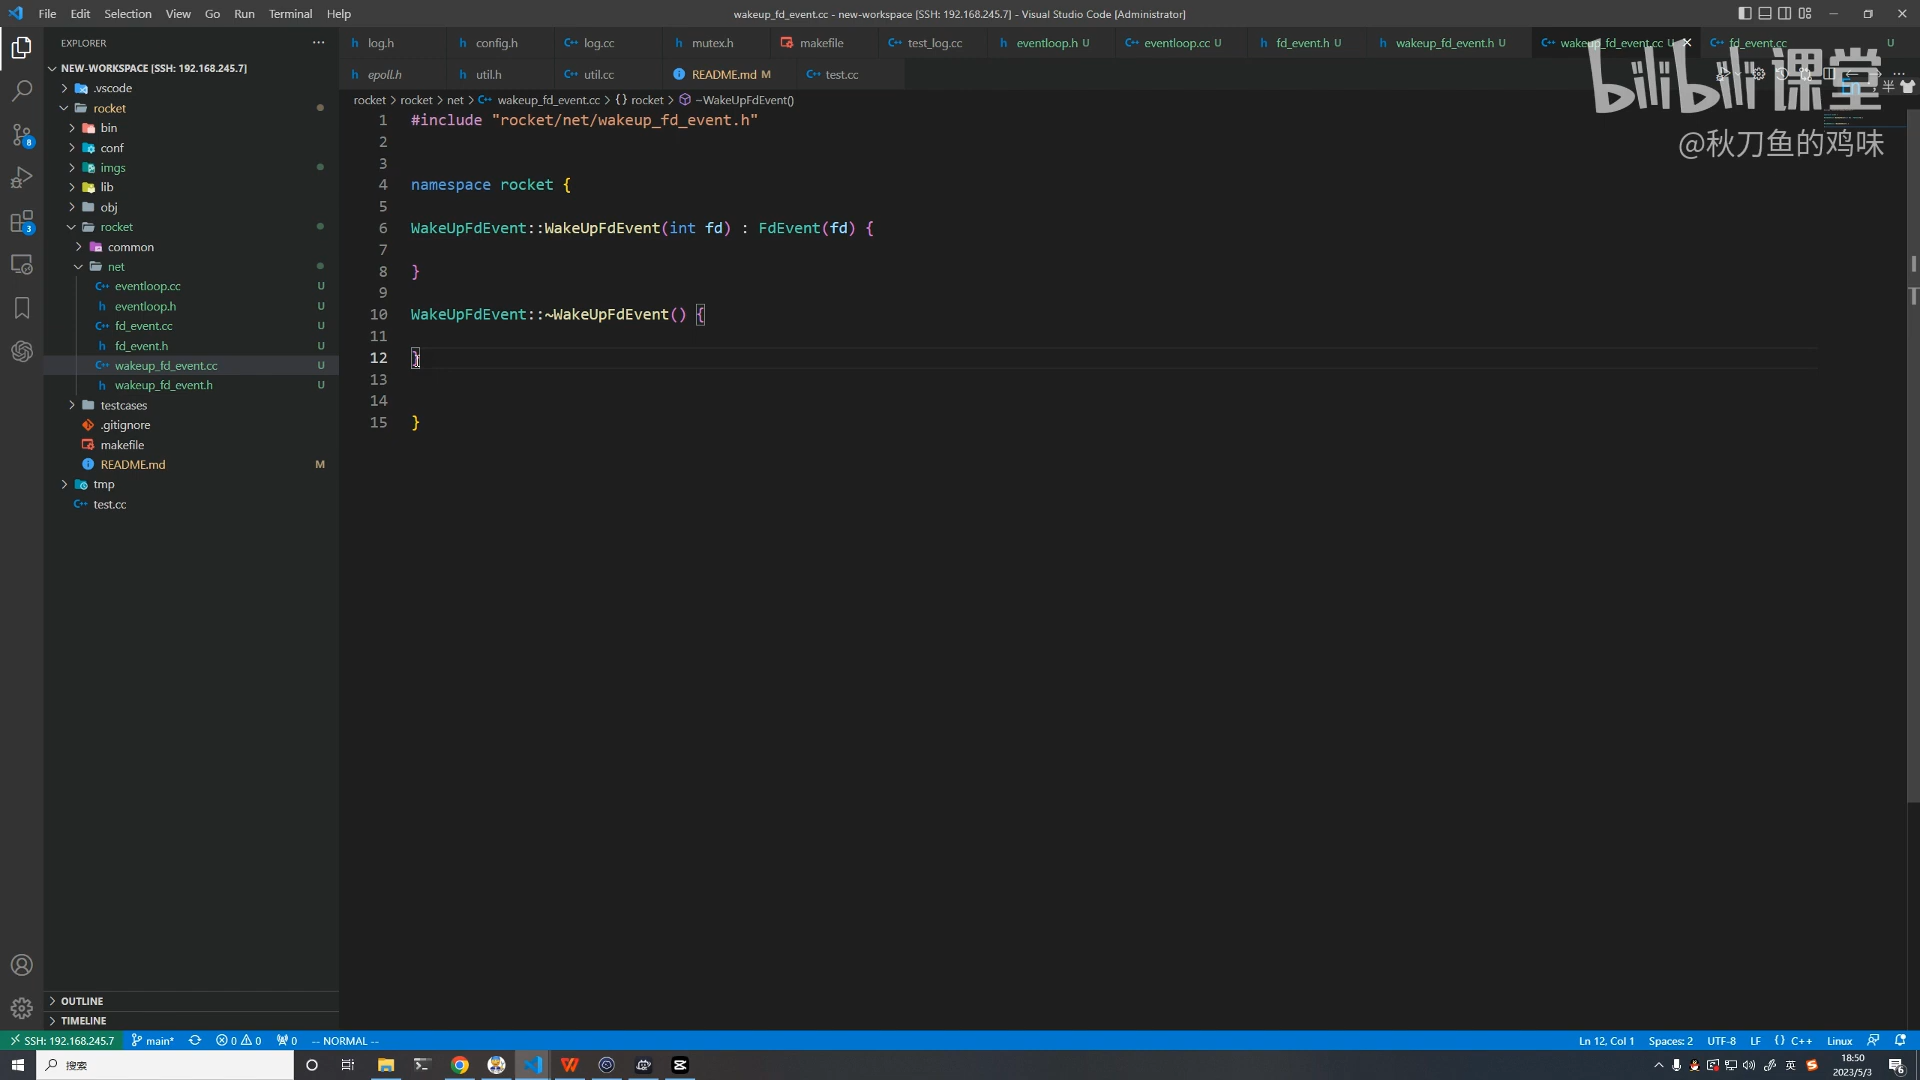 File Edit Selection View Go Run Terminal Help
wakeup_fd_event.cc - new-workspace [SSH: 192.168.245.7] - Visual Studio Code [Administrator]
EXPLORER
NEW-WORKSPACE [SSH: 192.168.245.7]
.vscode
rocket
bin
conf
imgs
lib
obj
rocket
common
net
eventloop.cc U
eventloop.h U
fd_event.cc U
fd_event.h U
wakeup_fd_event.cc U
wakeup_fd_event.h U
testcases
.gitignore
makefile
README.md M
tmp
test.cc
OUTLINE
TIMELINE
log.h config.h log.cc mutex.h makefile test_log.cc eventloop.h U eventloop.cc U fd_event.h U wakeup_fd_event.h U wakeup_fd_event.cc U fd_event.cc U
epoll.h util.h util.cc README.md M test.cc
rocket > rocket > net > wakeup_fd_event.cc > {} rocket > ~WakeUpFdEvent()
bilibili课堂
@秋刀鱼的鸡味
半
1 #include "rocket/net/wakeup_fd_event.h"
2
3
4 namespace rocket {
5
6 WakeUpFdEvent::WakeUpFdEvent(int fd) : FdEvent(fd) {
7
8 }
9
10 WakeUpFdEvent::~WakeUpFdEvent() {
11
12 }
13
14
15 }
SSH: 192.168.245.7 main* 0 0 0 -- NORMAL --
Ln 12, Col 1 Spaces: 2 UTF-8 LF {} C++ Linux
搜索
英
18:50
2023/5/3